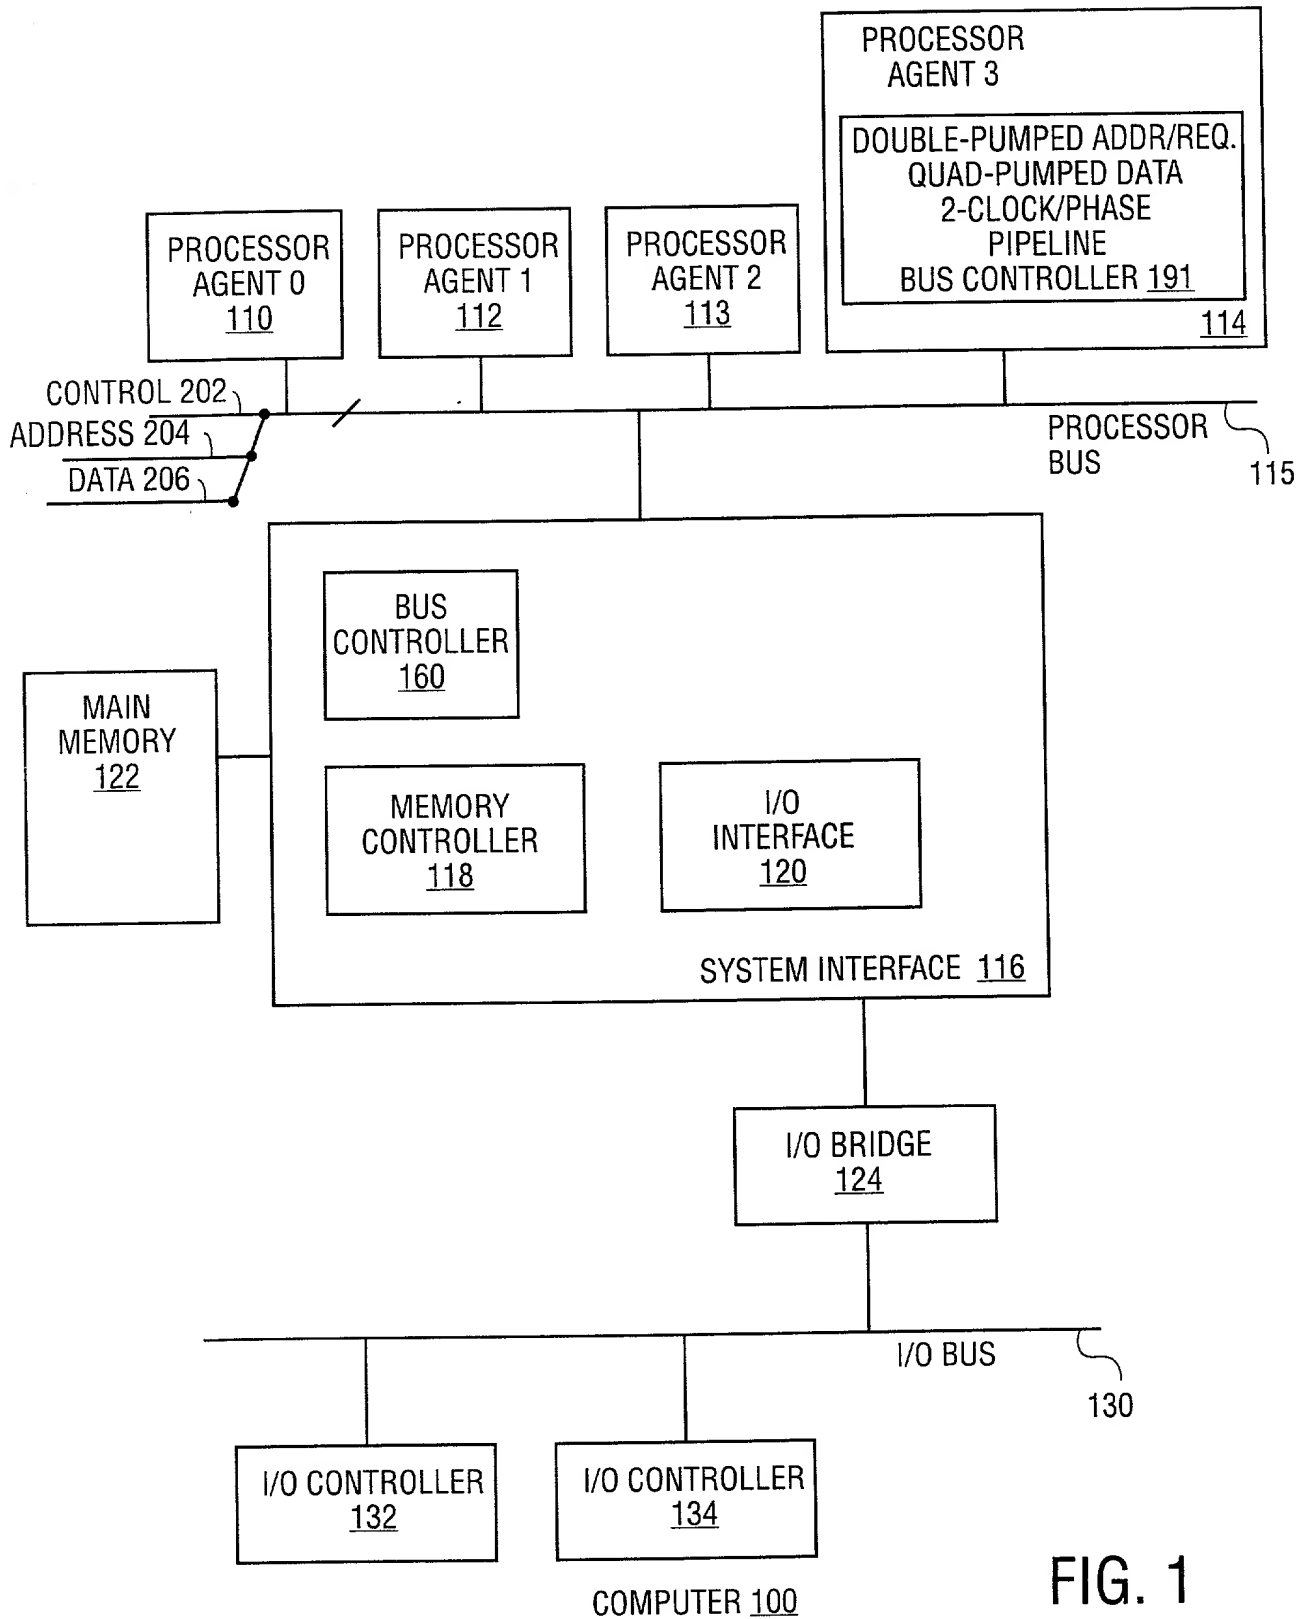 PROCESSOR
AGENT 3
DOUBLE-PUMPED ADDR/REQ.
QUAD-PUMPED DATA
2-CLOCK/PHASE
PIPELINE
BUS CONTROLLER 191
114
PROCESSOR
AGENT 0
110
PROCESSOR
AGENT 1
112
PROCESSOR
AGENT 2
113
CONTROL 202
ADDRESS 204
DATA 206
PROCESSOR
BUS
115
BUS
CONTROLLER
160
MAIN
MEMORY
122
MEMORY
CONTROLLER
118
I/O
INTERFACE
120
SYSTEM INTERFACE 116
I/O BRIDGE
124
I/O BUS
130
I/O CONTROLLER
132
I/O CONTROLLER
134
COMPUTER 100
FIG. 1